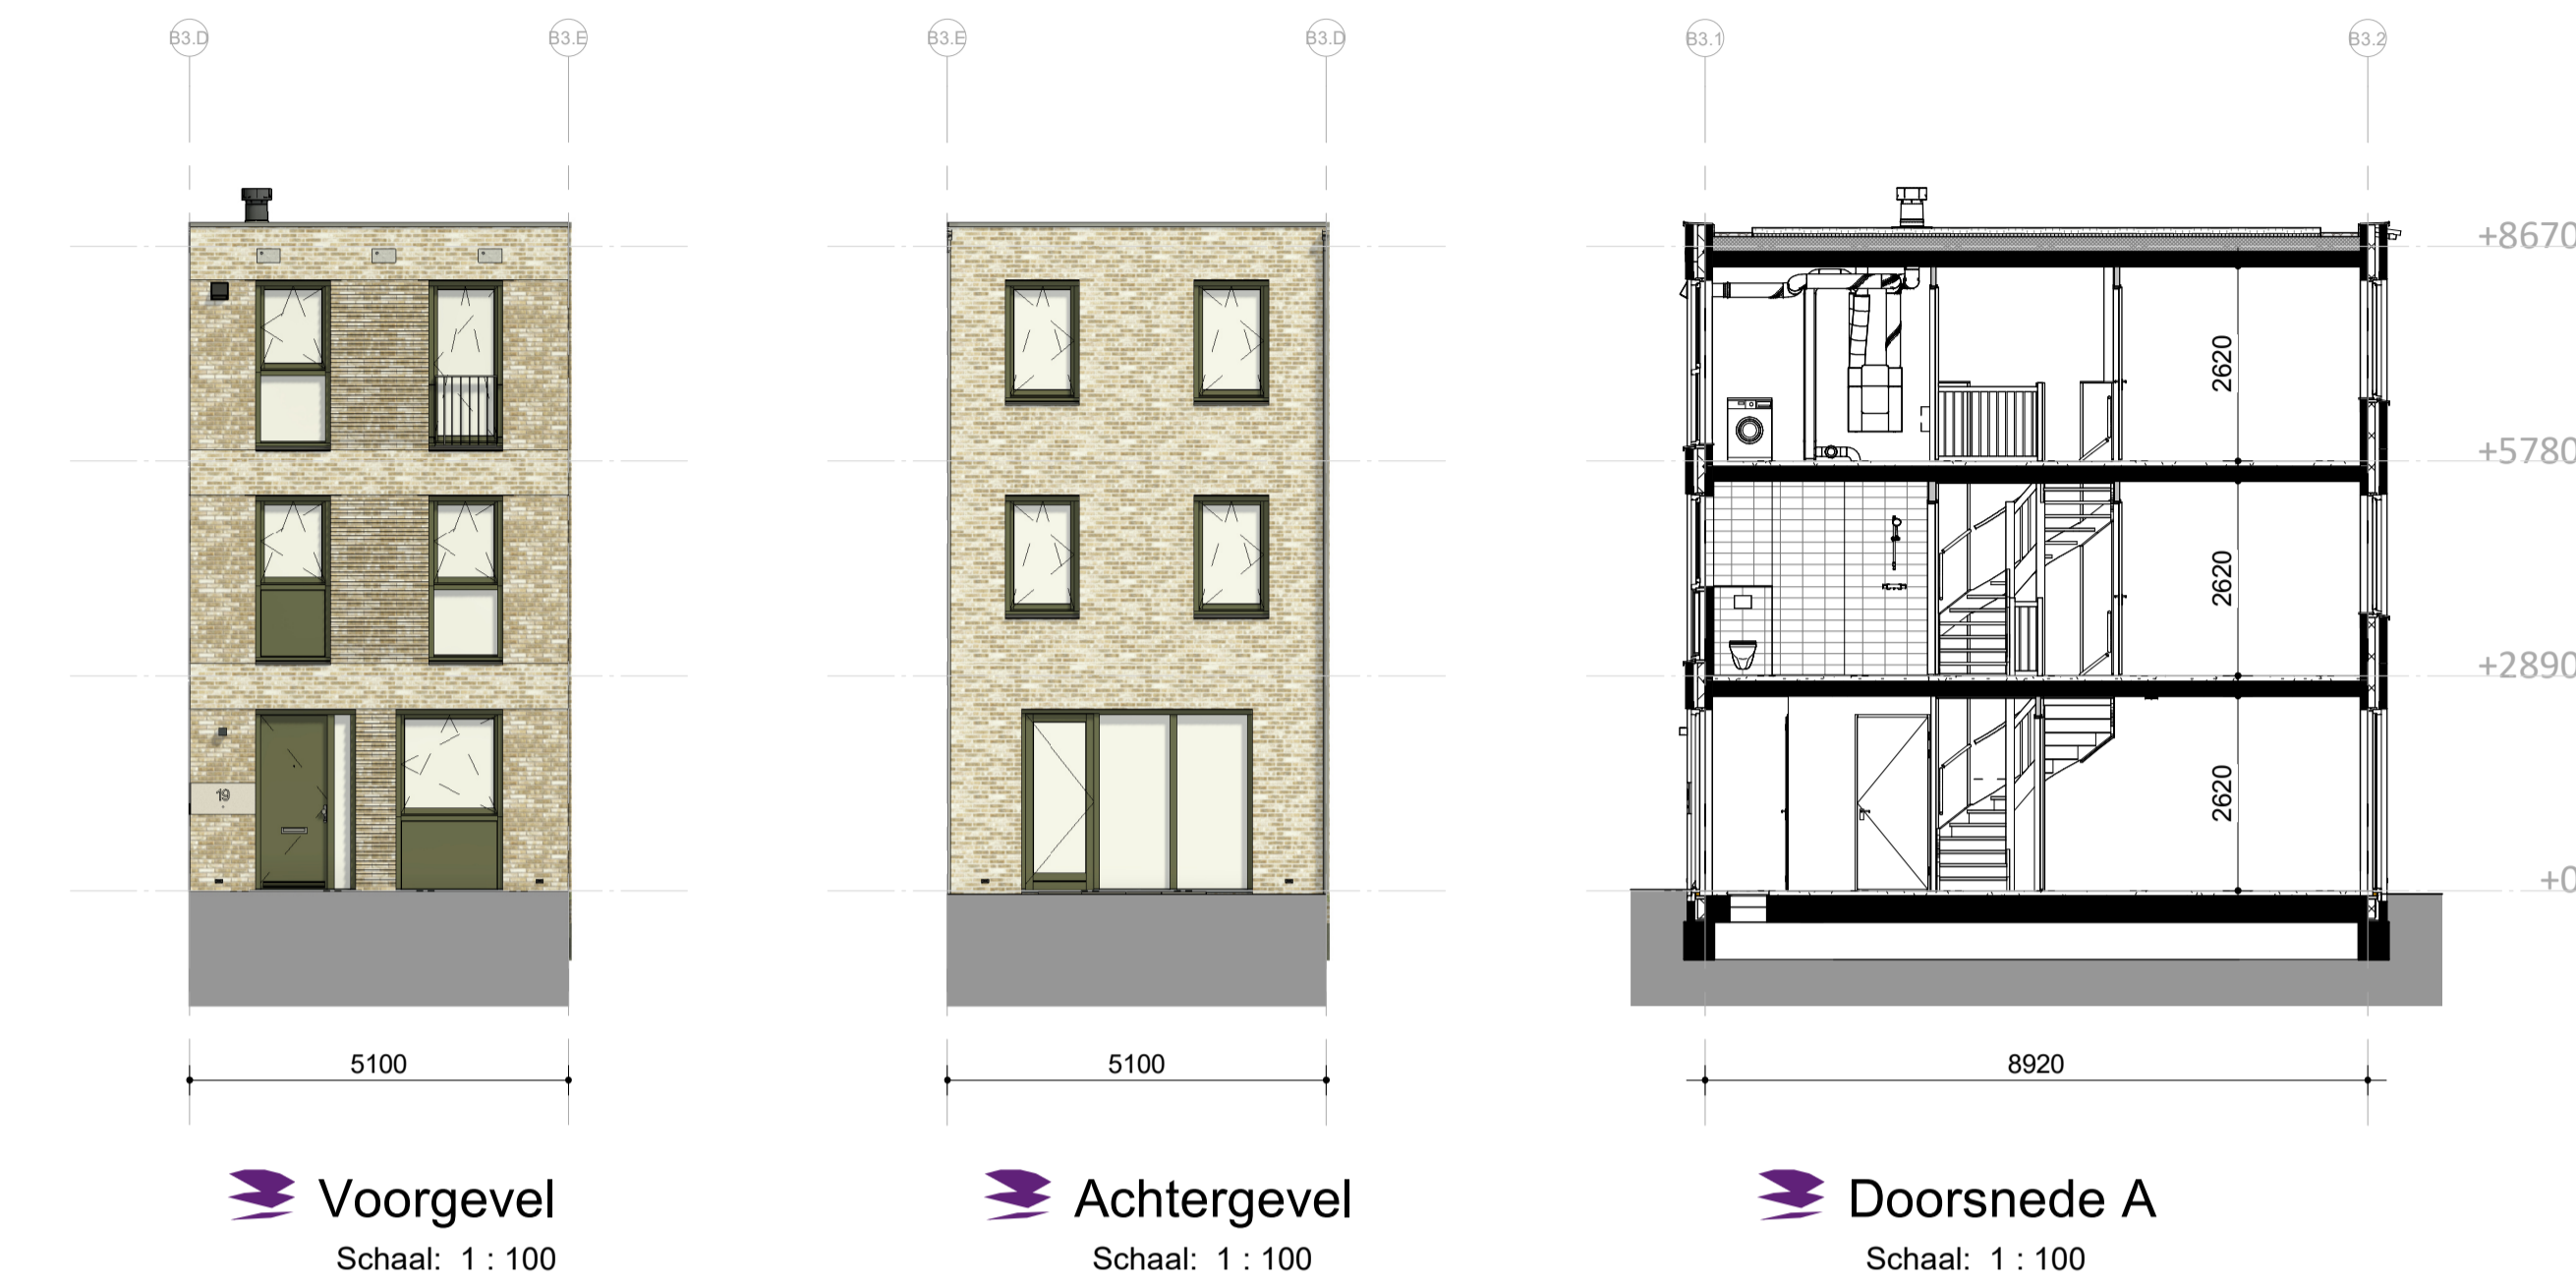 B3.D
B3.E
B3.E
B3.D
B3.1
B3.2
+8670
2620
+5780
2620
+2890
19
2620
+0
5100
5100
8920
Voorgevel
Schaal: 1 : 100
Achtergevel
Schaal: 1 : 100
Doorsnede A
Schaal: 1 : 100